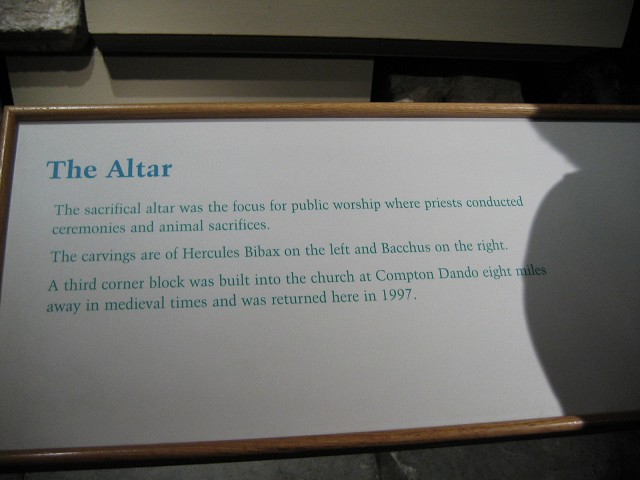 The Altar
The sacrifical altar was the focus for public worship where priests conducted
ceremonies and animal sacrifices.
The carvings are of Hercules Bibax on the left and Bacchus on the right.
A third corner block was built into the church at Compton Dando eight miles
away in medieval times and was returned here in 1997.